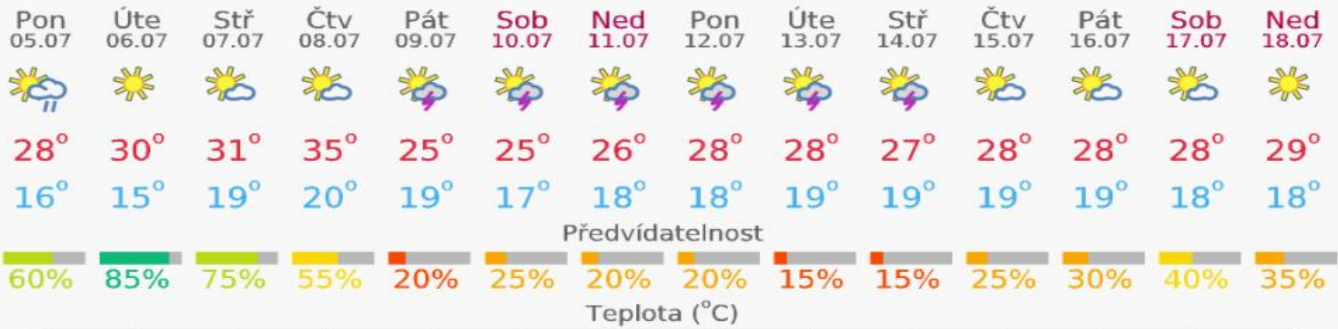 Pon Úte Stř Čtv Pát Sob Ned Pon Úte Stř Čtv Pát Sob Ned
05.07 06.07 07.07 08.07 09.07 10.07 11.07 12.07 13.07 14.07 15.07 16.07 17.07 18.07
28° 30° 31° 35° 25° 25° 26° 28° 28° 27° 28° 28° 28° 29°
16° 15° 19° 20° 19° 17° 18° 18° 19° 19° 19° 19° 18° 18°
Předvídatelnost
60% 85% 75% 55% 20% 25% 20% 20% 15% 15% 25% 30% 40% 35%
Teplota (°C)